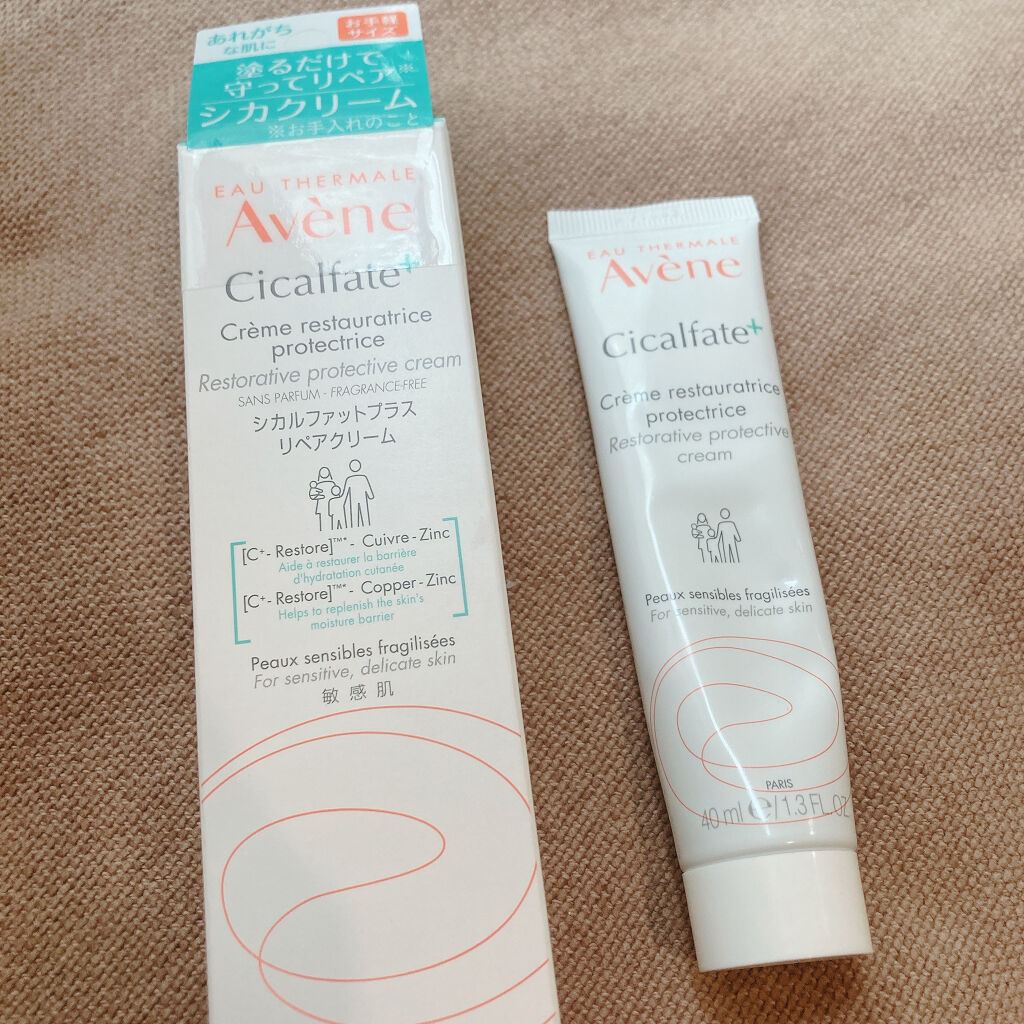 お手軽
サイズ
あれがち
な肌に
塗るだけで
守ってリペア※
シカクリーム
※お手入れのこと
EAU THERMALE
Avène
Cicalfate+
Crème restauratrice
protectrice
Restorative protective cream
SANS PARFUM - FRAGRANCE-FREE
シカルファットプラス
リペアクリーム
[C+- Restore]™* - Cuivre - Zinc
Aide à restaurer la barrière
d'hydratation cutanée
[C+- Restore]™* - Copper - Zinc
Helps to replenish the skin's
moisture barrier
Peaux sensibles fragilisées
For sensitive, delicate skin
敏感肌
EAU THERMALE
Avène
Cicalfate+
Crème restauratrice
protectrice
Restorative protective
cream
Peaux sensibles fragilisées
For sensitive, delicate skin
PARIS
40 ml e/1.3 FL.OZ